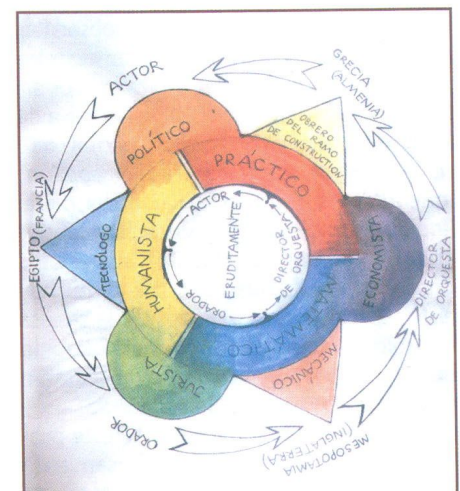 ACTOR
GRECIA
(ALMENIA)
OBRERO
DEL RAMO
DE CONSTRUCTION
POLÍTICO
PRÁCTICO
EGIPTO (FRANCIA)
TECNÓLOGO
HUMANISTA
ACTOR
ERUDITAMENTE
DIRECTOR
DE ORQUESTA
ORADOR
ECONOMISTA
DIRECTOR
DE ORQUESTA
MATEMÁTICO
JURISTA
MECÁNICO
ORADOR
MESOPOTAMIA
(INGLATERRA)